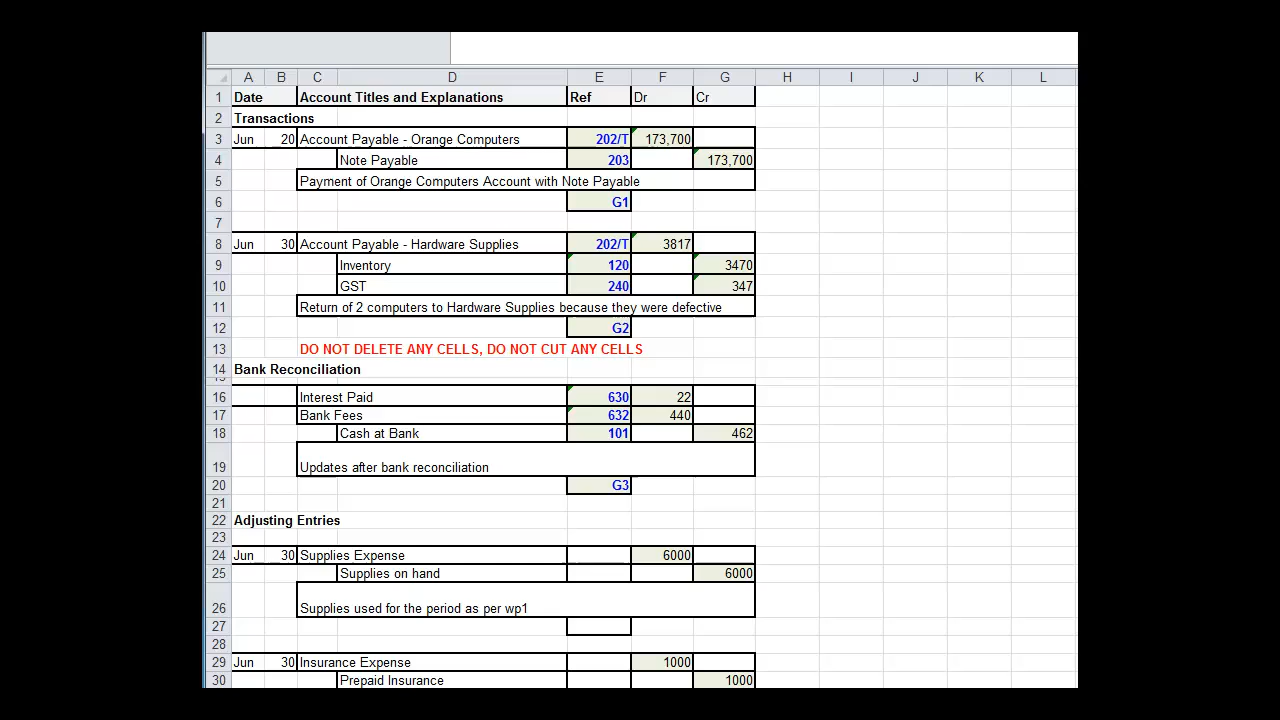 A B C D E F G H I J K L
1 Date Account Titles and Explanations Ref Dr Cr
2 Transactions
3 Jun 20 Account Payable - Orange Computers 202/T 173,700
4 Note Payable 203 173,700
5 Payment of Orange Computers Account with Note Payable
6 G1
7
8 Jun 30 Account Payable - Hardware Supplies 202/T 3817
9 Inventory 120 3470
10 GST 240 347
11 Return of 2 computers to Hardware Supplies because they were defective
12 G2
13 DO NOT DELETE ANY CELLS, DO NOT CUT ANY CELLS
14 Bank Reconciliation
15
16 Interest Paid 630 22
17 Bank Fees 632 440
18 Cash at Bank 101 462
19 Updates after bank reconciliation
20 G3
21
22 Adjusting Entries
23
24 Jun 30 Supplies Expense 6000
25 Supplies on hand 6000
26 Supplies used for the period as per wp1
27
28
29 Jun 30 Insurance Expense 1000
30 Prepaid Insurance 1000